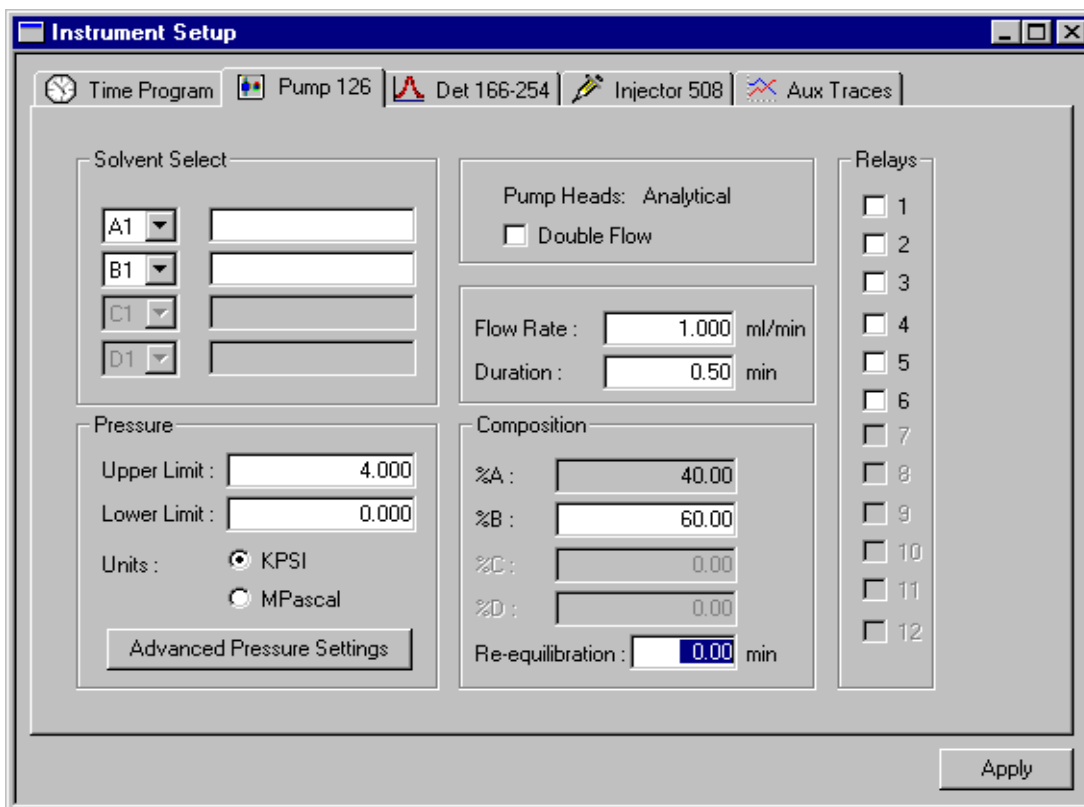 Instrument Setup
Time Program Pump 126 Det 166-254 Injector 508 Aux Traces
Solvent Select
A1
B1
C1
D1
Pump Heads: Analytical
Double Flow
Flow Rate : 1.000 ml/min
Duration : 0.50 min
Pressure
Upper Limit : 4.000
Lower Limit : 0.000
Units : KPSI
MPascal
Advanced Pressure Settings
Composition
%A : 40.00
%B : 60.00
%C : 0.00
%D : 0.00
Re-equilibration : 0.00 min
Relays
1
2
3
4
5
6
7
8
9
10
11
12
Apply